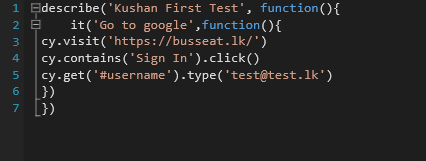 1 describe('Kushan First Test', function(){
2 it('Go to google',function(){
3 cy.visit('https://busseat.lk/')
4 cy.contains('Sign In').click()
5 cy.get('#username').type('test@test.lk')
6 })
7 })